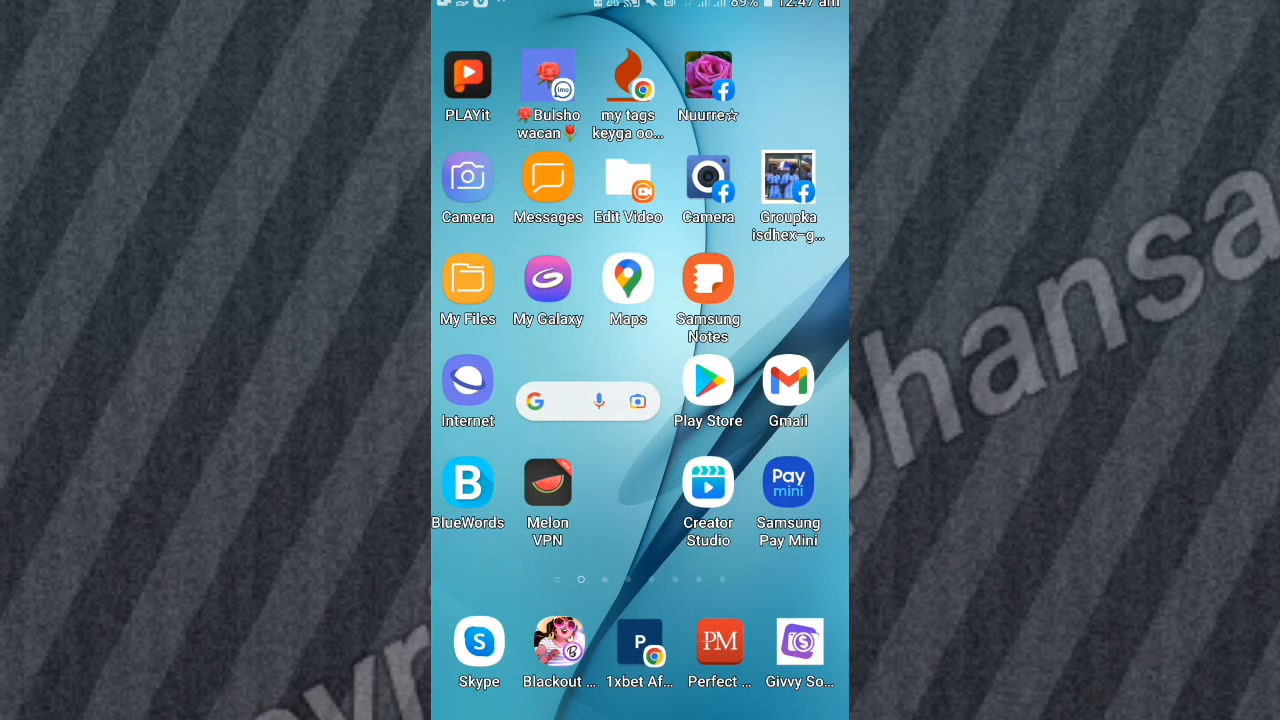 89% 12:47 am
PLAYit
imo
🌹Bulsho
wacan🌷
my tags
keyga oo...
Nuurre☆
Camera
Messages
Edit Video
Camera
Groupka
isdhex–g...
My Files
My Galaxy
Maps
Samsung
Notes
Internet
G
Play Store
Gmail
B
BlueWords
Melon
VPN
Creator
Studio
Pay
mini
Samsung
Pay Mini
S
Skype
B
Blackout ...
P
1xbet Af...
PM
Perfect ...
Givvy So...
ohansa